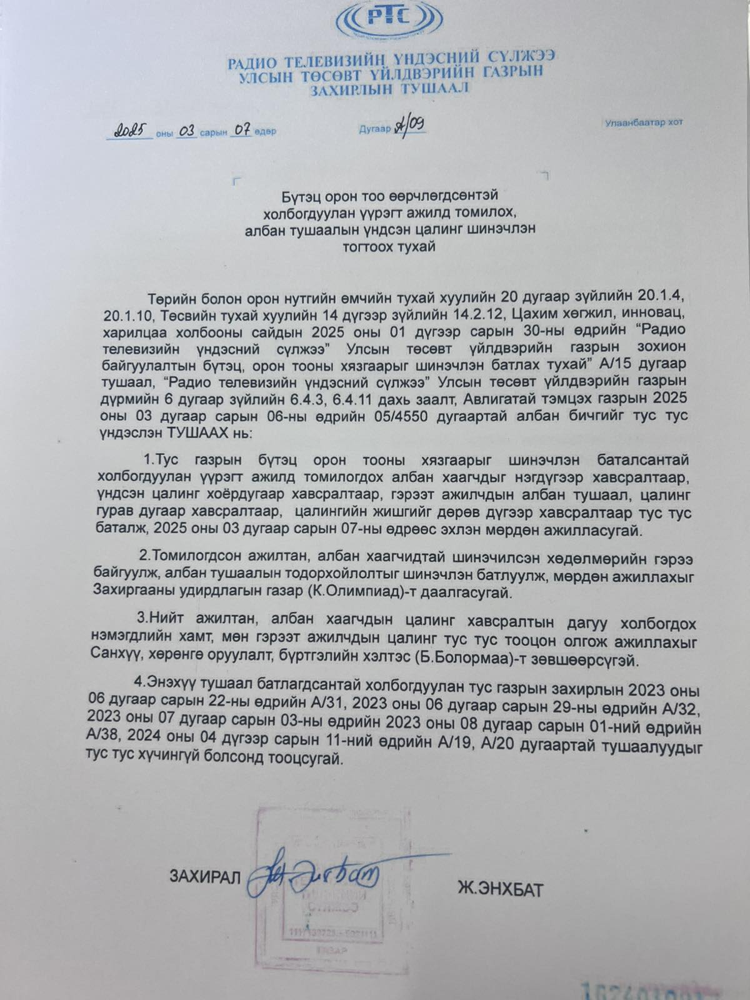 РТС
РАДИО ТЕЛЕВИЗИЙН ҮНДЭСНИЙ СҮЛЖЭЭ
УЛСЫН ТӨСӨВТ ҮЙЛДВЭРИЙН ГАЗРЫН
ЗАХИРЛЫН ТУШААЛ
2025 оны 03 сарын 07 өдөр Дугаар А/09 Улаанбаатар хот
Бүтэц орон тоо өөрчлөгдсөнтэй
холбогдуулан үүрэгт ажилд томилох,
албан тушаалын үндсэн цалинг шинэчлэн
тогтоох тухай
Төрийн болон орон нутгийн өмчийн тухай хуулийн 20 дугаар зүйлийн 20.1.4,
20.1.10, Төсвийн тухай хуулийн 14 дүгээр зүйлийн 14.2.12, Цахим хөгжил, инновац,
харилцаа холбооны сайдын 2025 оны 01 дүгээр сарын 30-ны өдрийн “Радио
телевизийн үндэсний сүлжээ” Улсын төсөвт үйлдвэрийн газрын зохион
байгуулалтын бүтэц, орон тооны хязгаарыг шинэчлэн батлах тухай” А/15 дугаар
тушаал, “Радио телевизийн үндэсний сүлжээ” Улсын төсөвт үйлдвэрийн газрын
дүрмийн 6 дугаар зүйлийн 6.4.3, 6.4.11 дахь заалт, Авлигатай тэмцэх газрын 2025
оны 03 дугаар сарын 06-ны өдрийн 05/4550 дугаартай албан бичгийг тус тус
үндэслэн ТУШААХ нь:
1.Тус газрын бүтэц орон тооны хязгаарыг шинэчлэн баталсантай
холбогдуулан үүрэгт ажилд томилогдох албан хаагчдыг нэгдүгээр хавсралтаар,
үндсэн цалинг хоёрдугаар хавсралтаар, гэрээт ажилчдын албан тушаал, цалинг
гурав дугаар хавсралтаар, цалингийн жишгийг дөрөв дүгээр хавсралтаар тус тус
баталж, 2025 оны 03 дугаар сарын 07-ны өдрөөс эхлэн мөрдөн ажилласугай.
2.Томилогдсон ажилтан, албан хаагчидтай шинэчилсэн хөдөлмөрийн гэрээ
байгуулж, албан тушаалын тодорхойлолтыг шинэчлэн батлуулж, мөрдөн ажиллахыг
Захиргааны удирдлагын газар (К.Олимпиад)-т даалгасугай.
3.Нийт ажилтан, албан хаагчдын цалинг хавсралтын дагуу холбогдох
нэмэгдлийн хамт, мөн гэрээт ажилчдын цалинг тус тус тооцон олгож ажиллахыг
Санхүү, хөрөнгө оруулалт, бүртгэлийн хэлтэс (Б.Болормаа)-т зөвшөөрсүгэй.
4.Энэхүү тушаал батлагдсантай холбогдуулан тус газрын захирлын 2023 оны
06 дугаар сарын 22-ны өдрийн А/31, 2023 оны 06 дугаар сарын 29-ны өдрийн А/32,
2023 оны 07 дугаар сарын 03-ны өдрийн 2023 оны 08 дугаар сарын 01-ний өдрийн
А/38, 2024 оны 04 дүгээр сарын 11-ний өдрийн А/19, А/20 дугаартай тушаалуудыг
тус тус хүчингүй болсонд тооцсугай.
ЗАХИРАЛ Ж.ЭНХБАТ